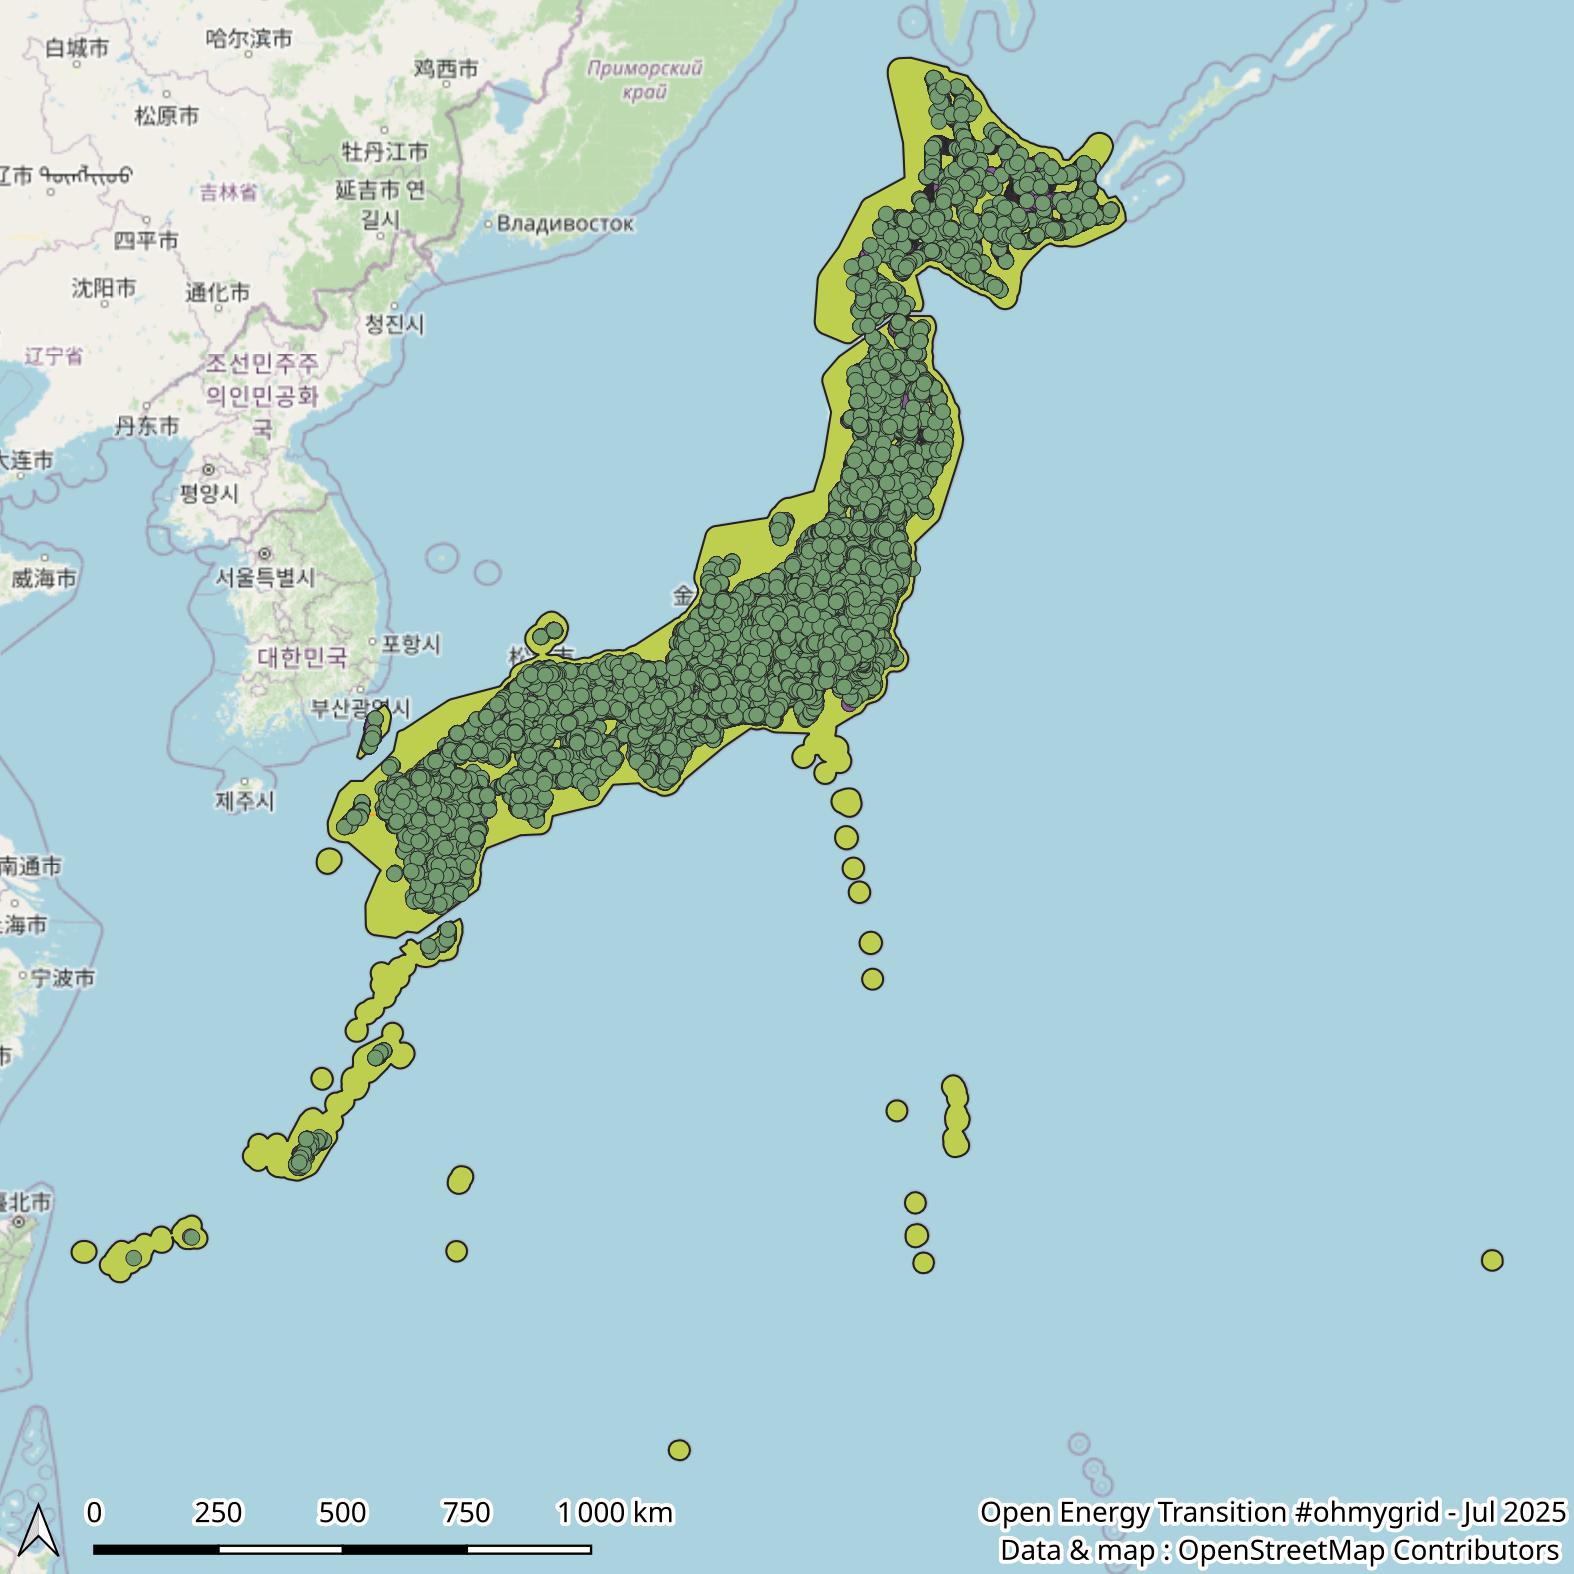 白城市
哈尔滨市
鸡西市
Приморский
край
松原市
牡丹江市
吉林省
延吉市 연
길시
Владивосток
四平市
沈阳市
通化市
청진시
辽宁省
조선민주주
의인민공화
국
丹东市
大连市
평양시
威海市
서울특별시
金
포항시
대한민국
부산광역시
제주시
南通市
上海市
宁波市
市
臺北市
0 250 500 750 1000 km
Open Energy Transition #ohmygrid - Jul 2025
Data & map : OpenStreetMap Contributors